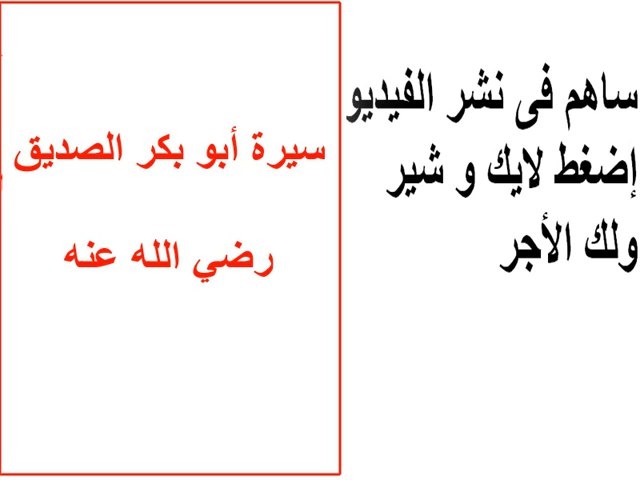 ساهم فى نشر الفيديو
إضغط لايك و شير
ولك الأجر
سيرة أبو بكر الصديق
رضي الله عنه